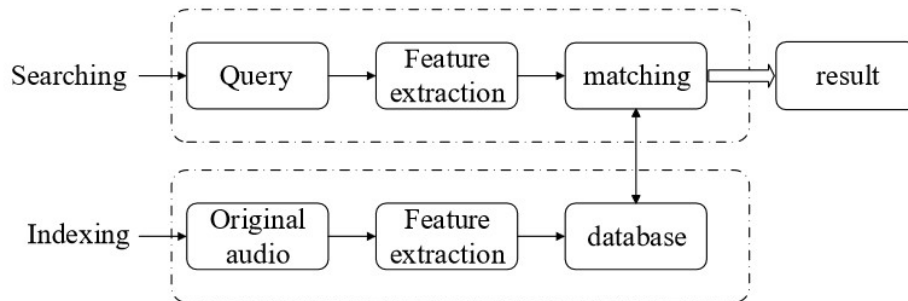 Searching
Query
Feature
extraction
matching
result
Indexing
Original
audio
Feature
extraction
database